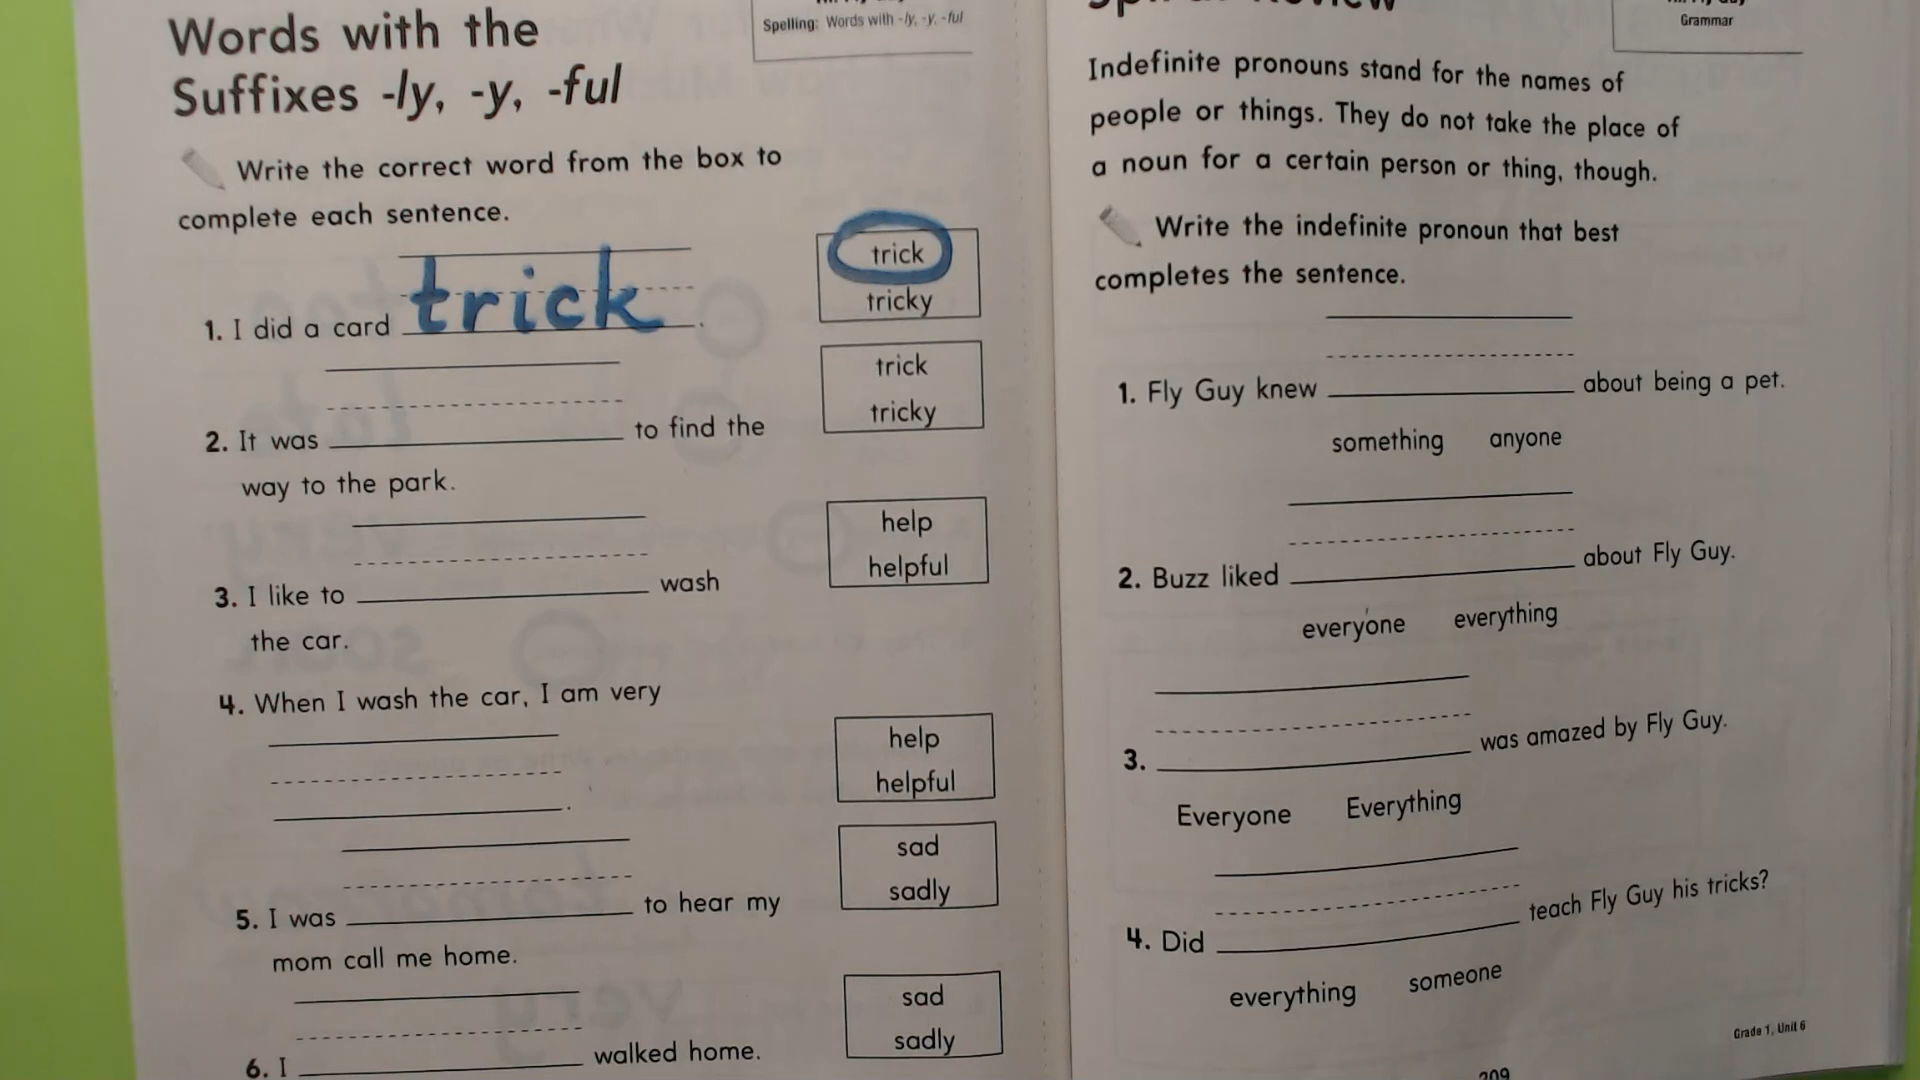 Words with the
Suffixes -ly, -y, -ful
Spelling: Words with -ly, -y, -ful
Write the correct word from the box to
complete each sentence.
1. I did a card trick.
trick
tricky
2. It was to find the
way to the park.
trick
tricky
3. I like to wash
the car.
help
helpful
4. When I wash the car, I am very
.
help
helpful
5. I was to hear my
mom call me home.
sad
sadly
6. I walked home.
sad
sadly
Grammar
Indefinite pronouns stand for the names of
people or things. They do not take the place of
a noun for a certain person or thing, though.
Write the indefinite pronoun that best
completes the sentence.
1. Fly Guy knew about being a pet.
something anyone
2. Buzz liked about Fly Guy.
everyone everything
3. was amazed by Fly Guy.
Everyone Everything
4. Did teach Fly Guy his tricks?
everything someone
Grade 1, Unit 6
209